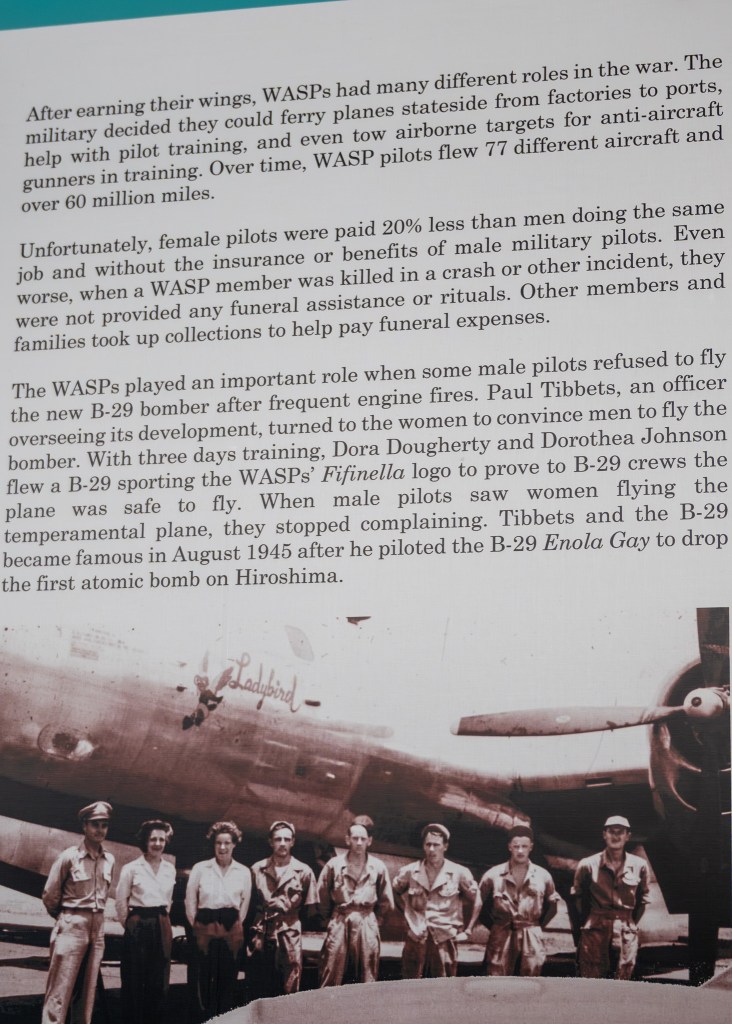 After earning their wings, WASPs had many different roles in the war. The
military decided they could ferry planes stateside from factories to ports,
help with pilot training, and even tow airborne targets for anti-aircraft
gunners in training. Over time, WASP pilots flew 77 different aircraft and
over 60 million miles.
Unfortunately, female pilots were paid 20% less than men doing the same
job and without the insurance or benefits of male military pilots. Even
worse, when a WASP member was killed in a crash or other incident, they
were not provided any funeral assistance or rituals. Other members and
families took up collections to help pay funeral expenses.
The WASPs played an important role when some male pilots refused to fly
the new B-29 bomber after frequent engine fires. Paul Tibbets, an officer
overseeing its development, turned to the women to convince men to fly the
bomber. With three days training, Dora Dougherty and Dorothea Johnson
flew a B-29 sporting the WASPs’ Fifinella logo to prove to B-29 crews the
plane was safe to fly. When male pilots saw women flying the
temperamental plane, they stopped complaining. Tibbets and the B-29
became famous in August 1945 after he piloted the B-29 Enola Gay to drop
the first atomic bomb on Hiroshima.
Ladybird